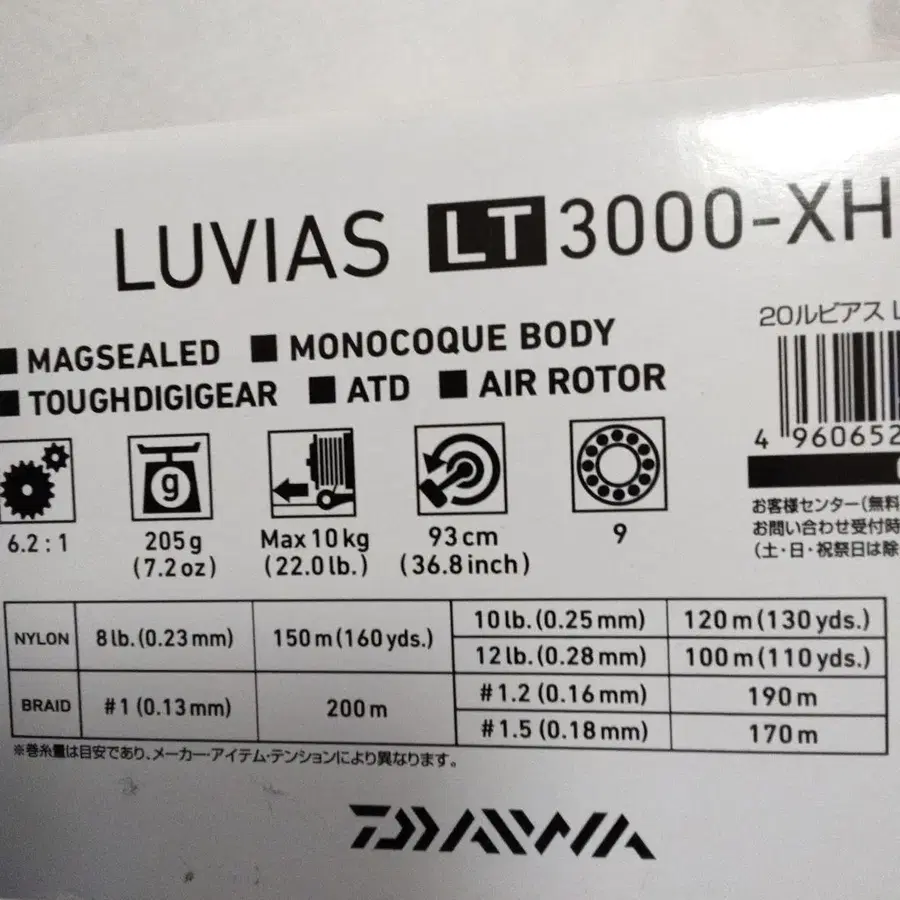 LUVIAS LT 3000-XH
20ルビアス L
■ MAGSEALED ■ MONOCOQUE BODY
■ TOUGHDIGIGEAR ■ ATD ■ AIR ROTOR
4 960652
g
6.2 : 1
205g
(7.2oz)
Max 10kg
(22.0lb.)
93cm
(36.8inch)
9
お客様センター(無料
お問い合わせ受付時
(土・日・祝祭日は除
NYLON 8lb.(0.23mm) 150m(160yds.) 10lb.(0.25mm) 120m(130yds.)
12lb.(0.28mm) 100m(110yds.)
BRAID #1(0.13mm) 200m #1.2(0.16mm) 190m
#1.5(0.18mm) 170m
※巻糸量は目安であり、メーカー・アイテム・テンションにより異なります。
DAIWA